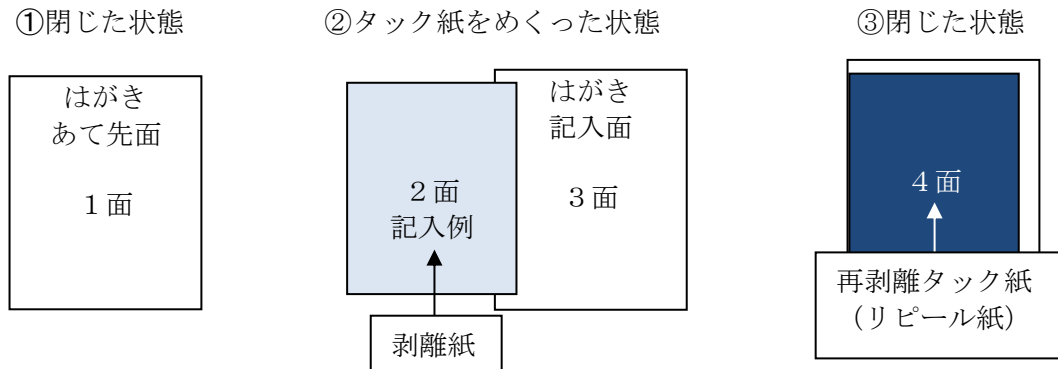 ①閉じた状態
②タック紙をめくった状態
③閉じた状態
はがき
あて先面
1面
2面
記入例
剥離紙
はがき
記入面
3面
4面
再剥離タック紙
（リピール紙）